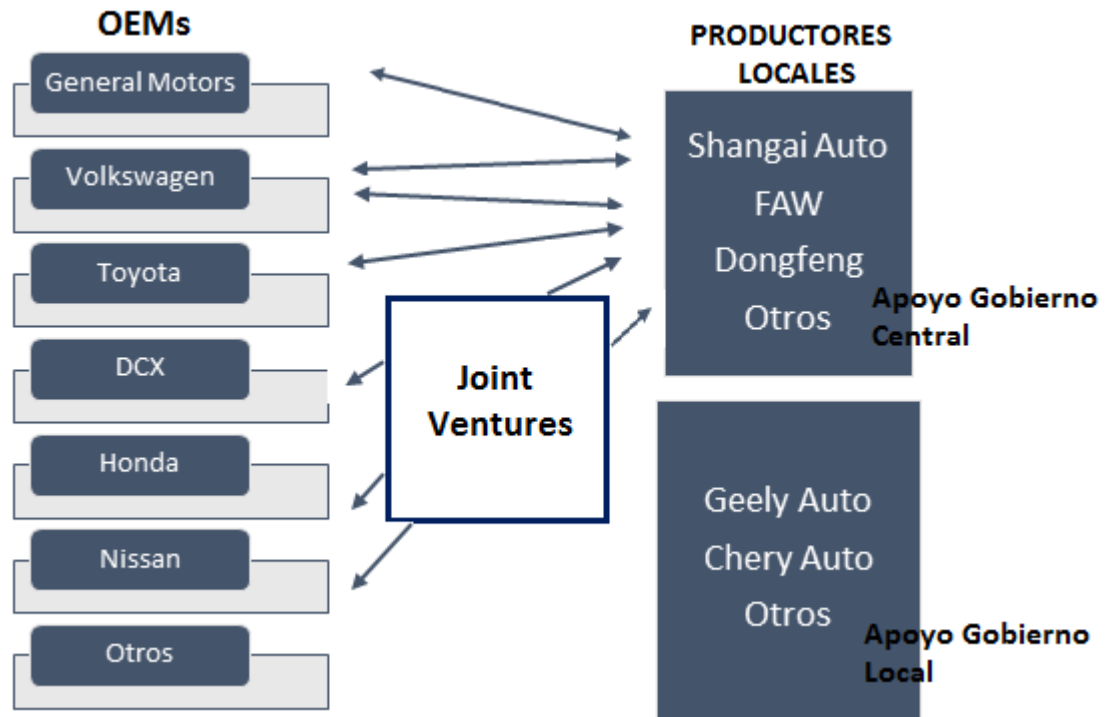 OEMs
General Motors
Volkswagen
Toyota
DCX
Honda
Nissan
Otros
Joint
Ventures
PRODUCTORES
LOCALES
Shangai Auto
FAW
Dongfeng
Otros
Apoyo Gobierno
Central
Geely Auto
Chery Auto
Otros
Apoyo Gobierno
Local